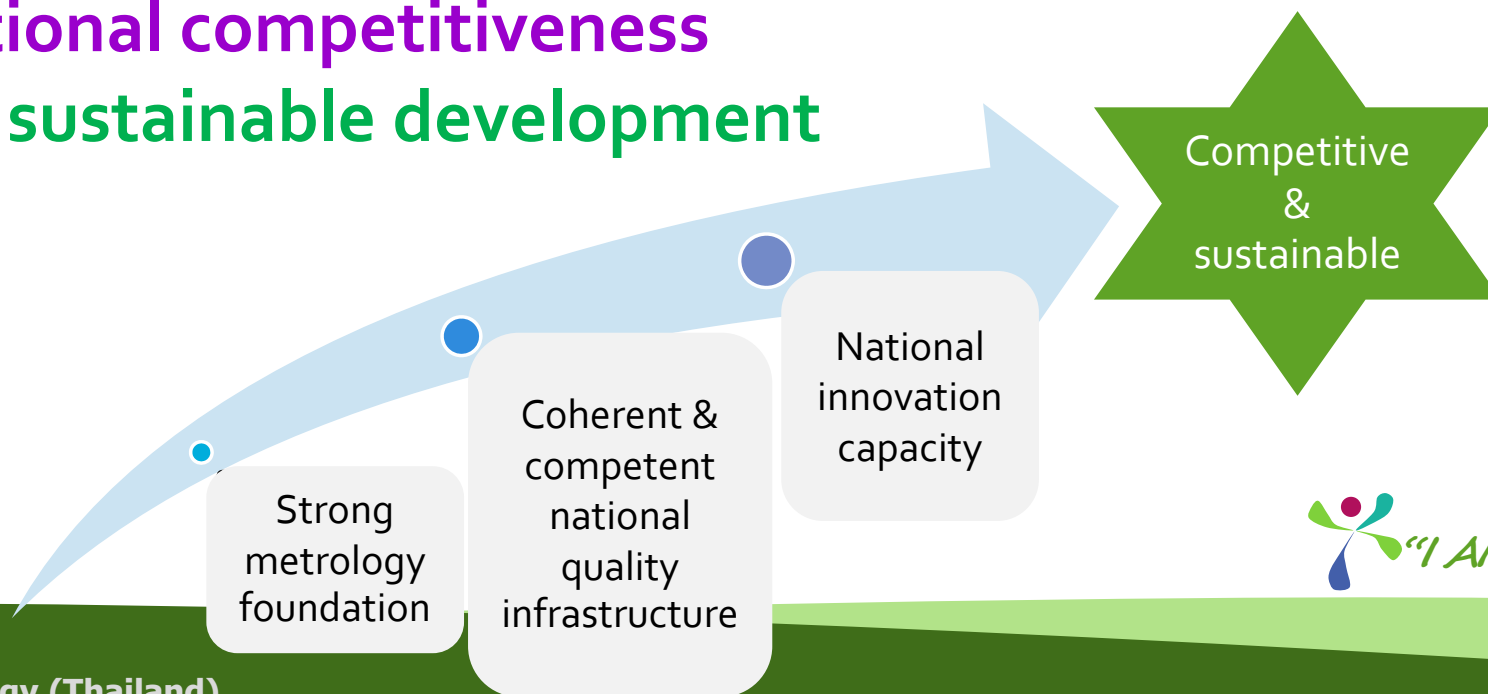 tional competitiveness
sustainable development
Competitive
&
sustainable
National
innovation
capacity
Coherent &
competent
national
quality
infrastructure
Strong
metrology
foundation
"I
gy (Thailand)